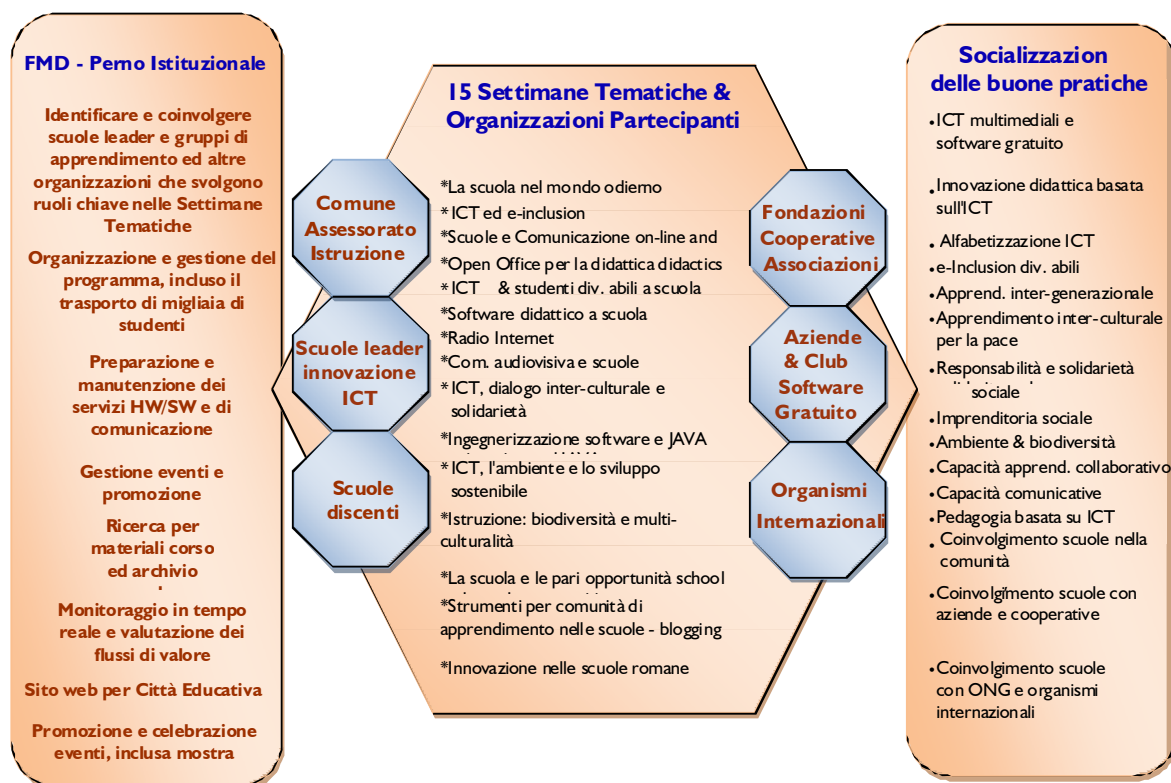 FMD - Perno Istituzionale
Identificare e coinvolgere
scuole leader e gruppi di
apprendimento ed altre
organizzazioni che svolgono
ruoli chiave nelle Settimane
Tematiche
Organizzazione e gestione del
programma, incluso il
trasporto di migliaia di
studenti
Preparazione e
manutenzione dei
servizi HW/SW e di
comunicazione
Gestione eventi e
promozione
Ricerca per
materiali corso
ed archivio
Monitoraggio in tempo
reale e valutazione dei
flussi di valore
Sito web per Città Educativa
Promozione e celebrazione
eventi, inclusa mostra
Comune
Assessorato
Istruzione
Scuole leader
innovazione
ICT
Scuole
discenti
15 Settimane Tematiche &
Organizzazioni Partecipanti
*La scuola nel mondo odierno
* ICT ed e-inclusion
*Scuole e Comunicazione on-line and
*Open Office per la didattica didactics
* ICT & studenti div. abili a scuola
*Software didattico a scuola
*Radio Internet
*Com. audiovisiva e scuole
* ICT, dialogo inter-culturale e
solidarietà
*Ingegnerizzazione software e JAVA
* ICT, l'ambiente e lo sviluppo
sostenibile
*Istruzione: biodiversità e multi-
culturalità
*La scuola e le pari opportunità school
*Strumenti per comunità di
apprendimento nelle scuole - blogging
*Innovazione nelle scuole romane
Fondazioni
Cooperative
Associazioni
Aziende
& Club
Software
Gratuito
Organismi
Internazionali
Socializzazion
delle buone pratiche
•ICT multimediali e
software gratuito
•Innovazione didattica basata
sull'ICT
• Alfabetizzazione ICT
•e-Inclusion div. abili
•Apprend. inter-generazionale
•Apprendimento inter-culturale
per la pace
•Responsabilità e solidarietà
sociale
•Imprenditoria sociale
•Ambiente & biodiversità
•Capacità apprend. collaborativo
•Capacità comunicative
•Pedagogia basata su ICT
• Coinvolgimento scuole nella
comunità
•Coinvolgimento scuole con
aziende e cooperative
•Coinvolgimento scuole
con ONG e organismi
internazionali